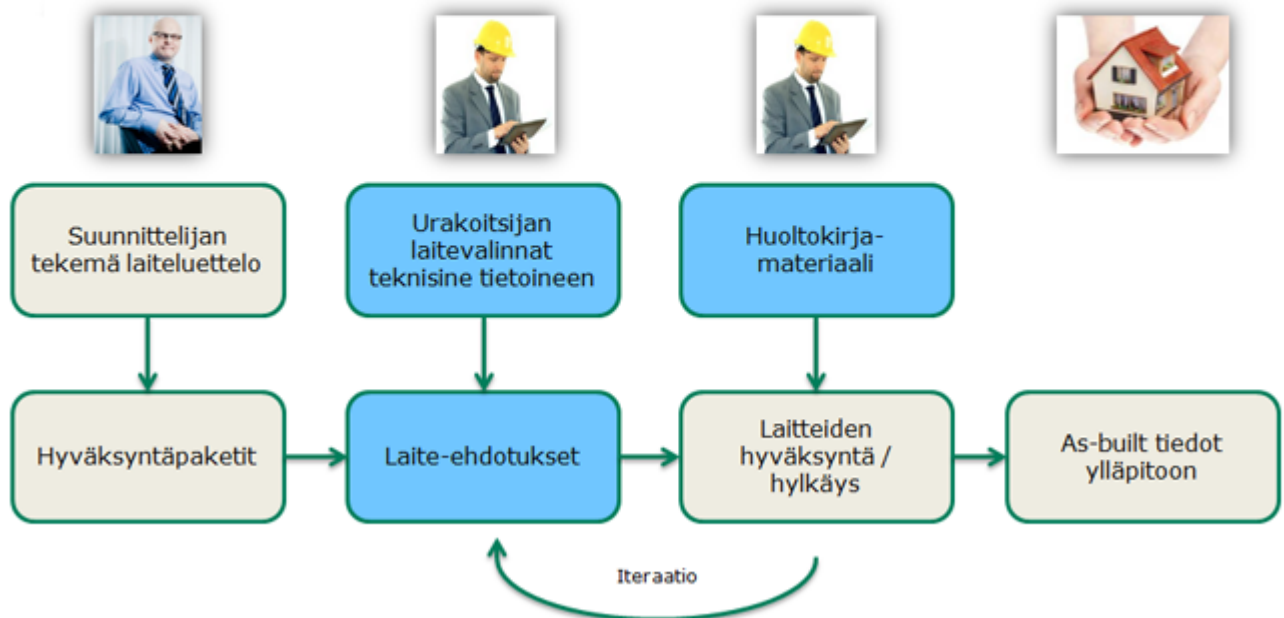 Suunnittelijan
tekemä laiteluettelo
Urakoitsijan
laitevalinnat
teknisine tietoineen
Huoltokirja-
materiaali
Hyväksyntäpaketit
Laite-ehdotukset
Laitteiden
hyväksyntä /
hylkäys
As-built tiedot
ylläpitoon
Iteraatio